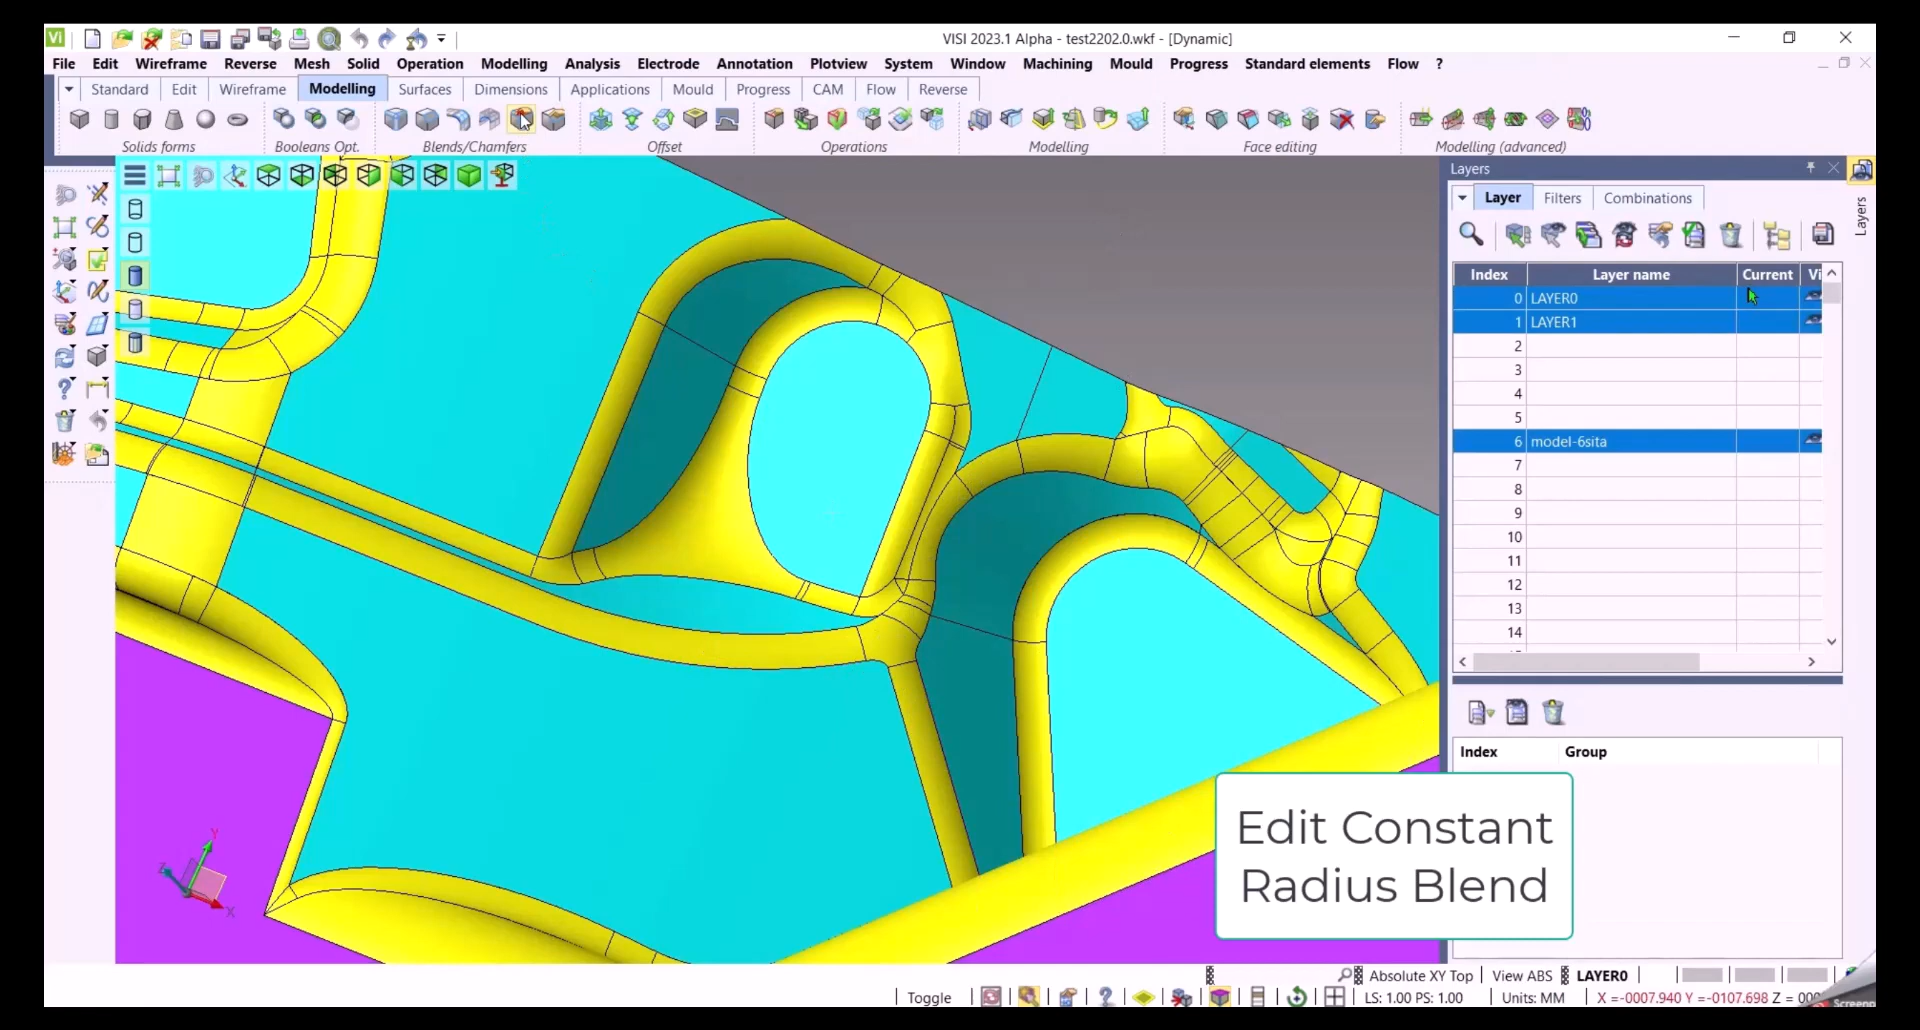 Vi
VISI 2023.1 Alpha - test2202.0.wkf - [Dynamic]
File Edit Wireframe Reverse Mesh Solid Operation Modelling Analysis Electrode Annotation Plotview System Window Machining Mould Progress Standard elements Flow ?
Standard Edit Wireframe Modelling Surfaces Dimensions Applications Mould Progress CAM Flow Reverse
Solids forms Booleans Opt. Blends/Chamfers Offset Operations Modelling Face editing Modelling (advanced)
Layers
Layer Filters Combinations
Layers
Index Layer name Current Vi
0 LAYER0
1 LAYER1
2
3
4
5
6 model-6sita
7
8
9
10
11
12
13
14
Index Group
Edit Constant
Radius Blend
Y
Z
X
Absolute XY Top View ABS LAYER0
Toggle LS: 1.00 PS: 1.00 Units: MM X =-0007.940 Y =-0107.698 Z =